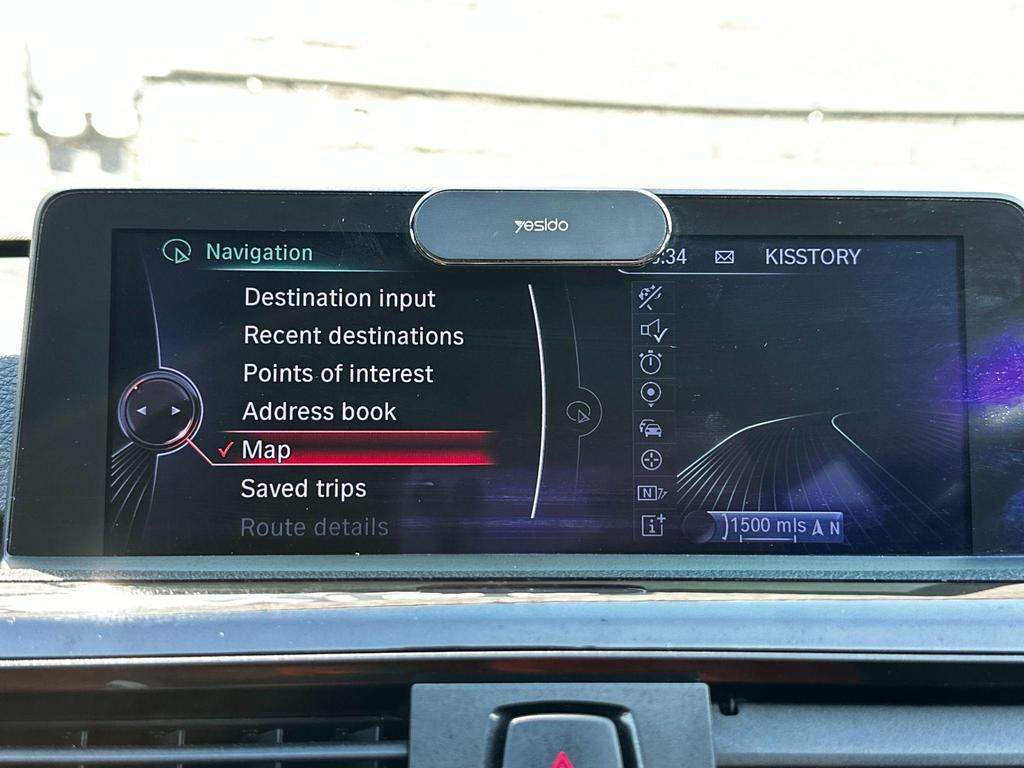 yesido
Navigation
:34
KISSTORY
Destination input
Recent destinations
Points of interest
Address book
Map
Saved trips
Route details
N
i+
1500 mls N